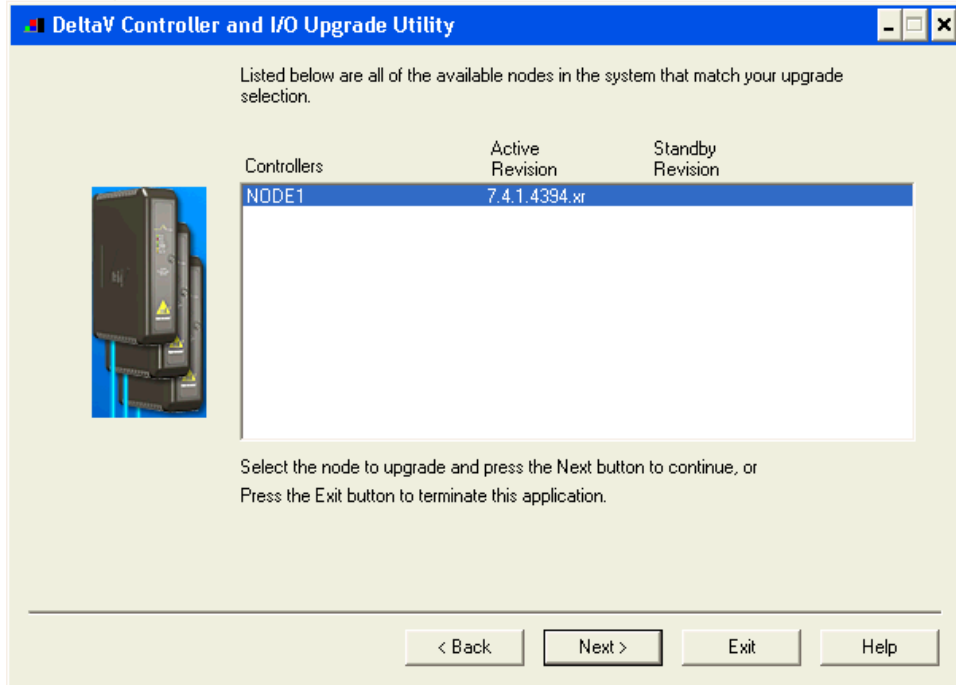 DeltaV Controller and I/O Upgrade Utility
Listed below are all of the available nodes in the system that match your upgrade
selection.
Controllers Active Revision Standby Revision
NODE1 7.4.1.4394.xr
Select the node to upgrade and press the Next button to continue, or
Press the Exit button to terminate this application.
< Back Next > Exit Help